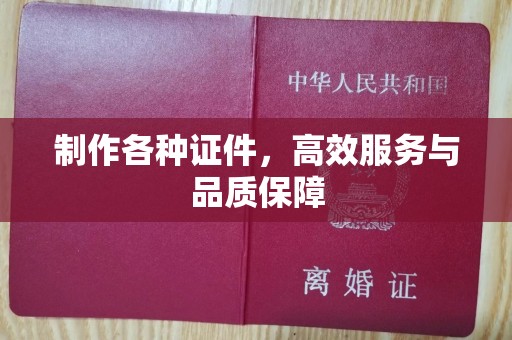 中华人民共和国
制作各种证件，高效服务与
品质保障
离婚证